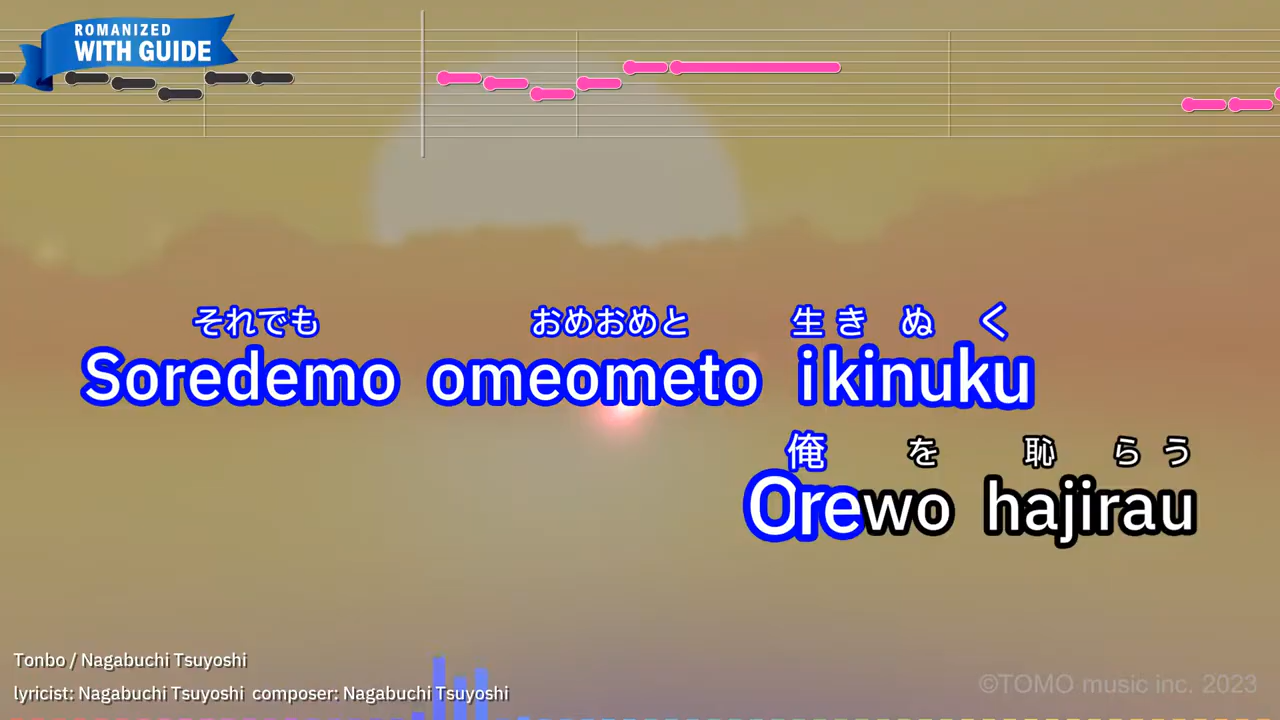 ROMANIZED
WITH GUIDE
それでも おめおめと 生きぬく
Soredemo omeometo ikinuku
俺を恥らう
Orewo hajirau
Tonbo / Nagabuchi Tsuyoshi
lyricist: Nagabuchi Tsuyoshi composer: Nagabuchi Tsuyoshi
©TOMO music inc. 2023